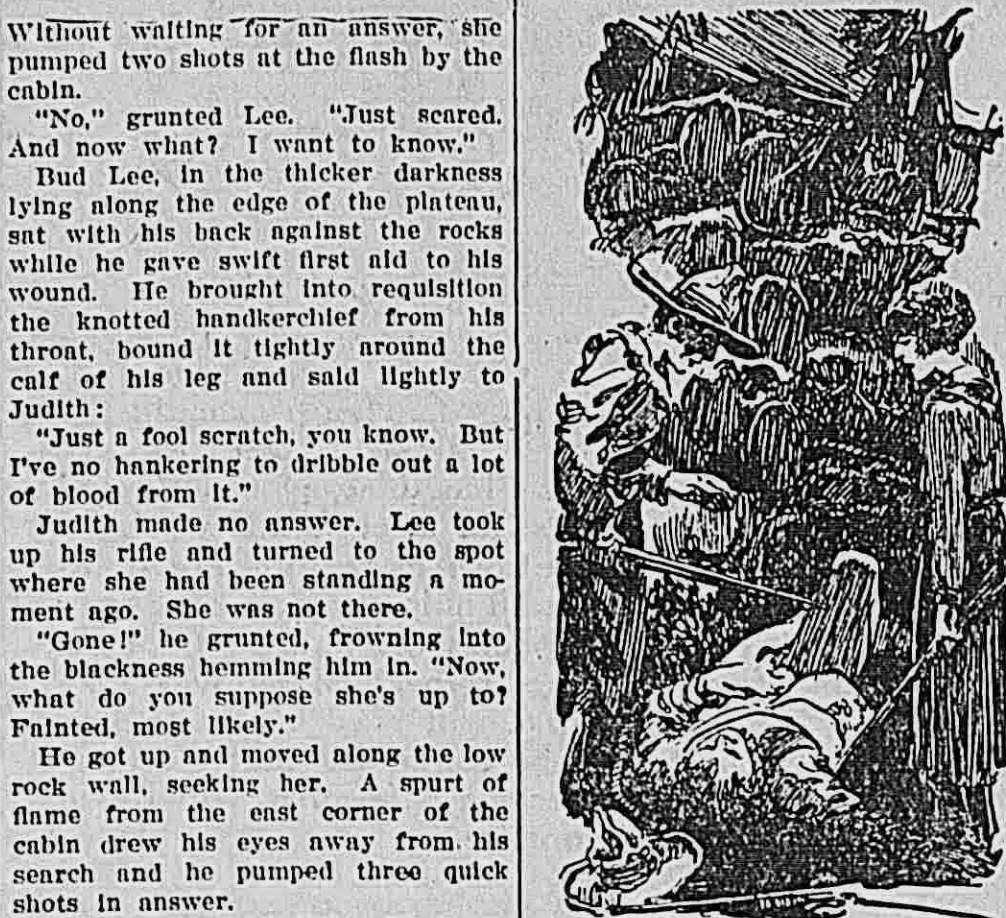 Without waiting for an answer, she
pumped two shots at the flash by the
cabin.
"No," grunted Lee. "Just scared.
And now what? I want to know."
Bud Lee, in the thicker darkness
lying along the edge of the plateau,
sat with his back against the rocks
while he gave swift first aid to his
wound. He brought into requisition
the knotted handkerchief from his
throat, bound it tightly around the
calf of his leg and said lightly to
Judith:
"Just a fool scratch, you know. But
I've no hankering to dribble out a lot
of blood from it."
Judith made no answer. Lee took
up his rifle and turned to the spot
where she had been standing a mo-
ment ago. She was not there.
"Gone!" he grunted, frowning into
the blackness hemming him in. "Now,
what do you suppose she's up to?
Fainted, most likely."
He got up and moved along the low
rock wall, seeking her. A spurt of
flame from the east corner of the
cabin drew his eyes away from his
search and he pumped three quick
shots in answer.